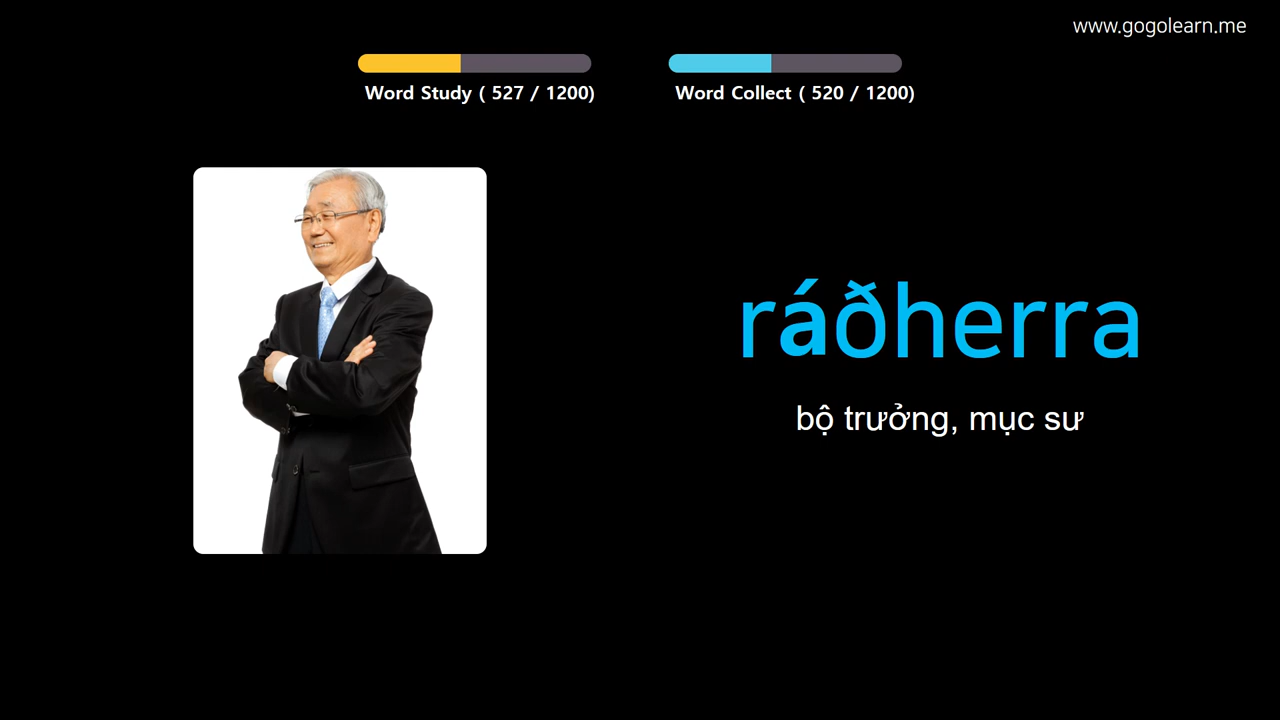 www.gogolearn.me
Word Study ( 527 / 1200)
Word Collect ( 520 / 1200)
ráðherra
bộ trưởng, mục sư